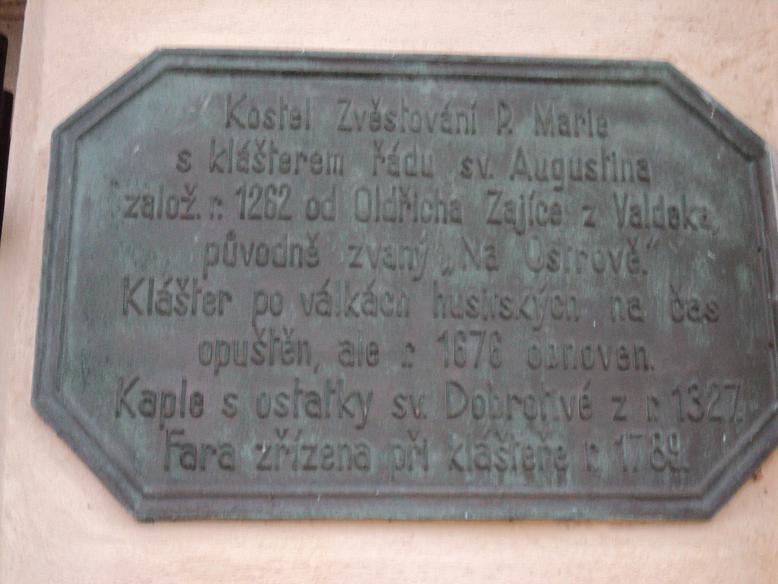 Kostel Zvěstování P. Marie
s klášterem řádu sv. Augustina
založ. r. 1262 od Oldřicha Zajíce z Valdeka,
původně zvaný „Na Ostrově."
Klášter po válkách husitských na čas
opuštěn, ale r. 1676 obnoven.
Kaple s ostatky sv. Dobrotivé z r. 1327.
Fara zřízena při klášteře r. 1789.